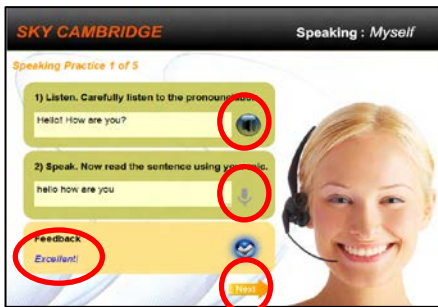 SKY CAMBRIDGE
Speaking : Myself
Speaking Practice 1 of 5
1) Listen. Carefully listen to the pronounciation.
Hello! How are you?
2) Speak. Now read the sentence using your mic.
hello how are you
Feedback
Excellent!
Next